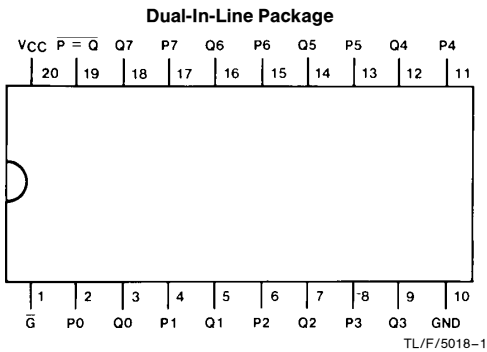 Dual-In-Line Package
VCC P = Q Q7 P7 Q6 P6 Q5 P5 Q4 P4
20 19 18 17 16 15 14 13 12 11
1 2 3 4 5 6 7 8 9 10
G P0 Q0 P1 Q1 P2 Q2 P3 Q3 GND
TL/F/5018–1